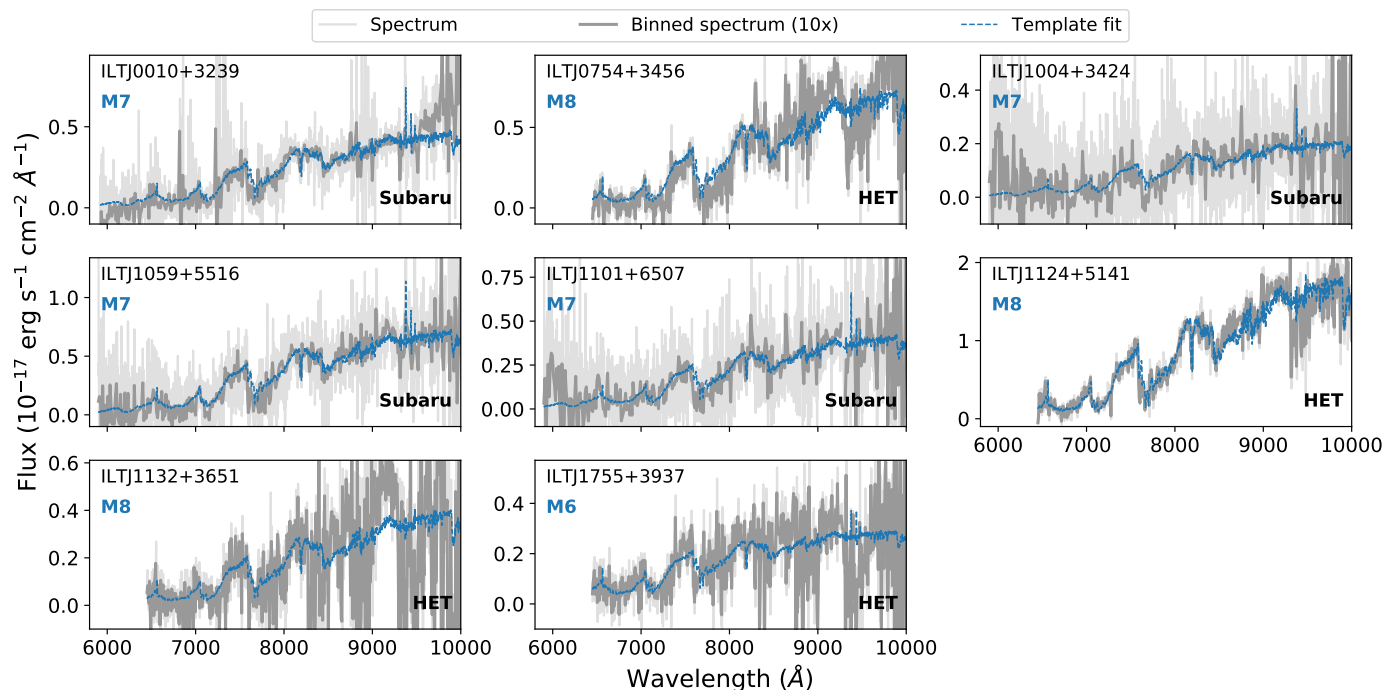 Spectrum Binned spectrum (10x) Template fit
Flux (10⁻¹⁷ erg s⁻¹ cm⁻² Å⁻¹)
ILTJ0010+3239
M7
Subaru
0.5
0.0
ILTJ0754+3456
M8
HET
0.5
0.0
ILTJ1004+3424
M7
Subaru
0.4
0.2
0.0
ILTJ1059+5516
M7
Subaru
1.0
0.5
0.0
ILTJ1101+6507
M7
Subaru
0.75
0.50
0.25
0.00
ILTJ1124+5141
M8
HET
2
1
0
6000 7000 8000 9000 10000
ILTJ1132+3651
M8
HET
0.6
0.4
0.2
0.0
6000 7000 8000 9000 10000
ILTJ1755+3937
M6
HET
0.4
0.2
0.0
6000 7000 8000 9000 10000
Wavelength (Å)